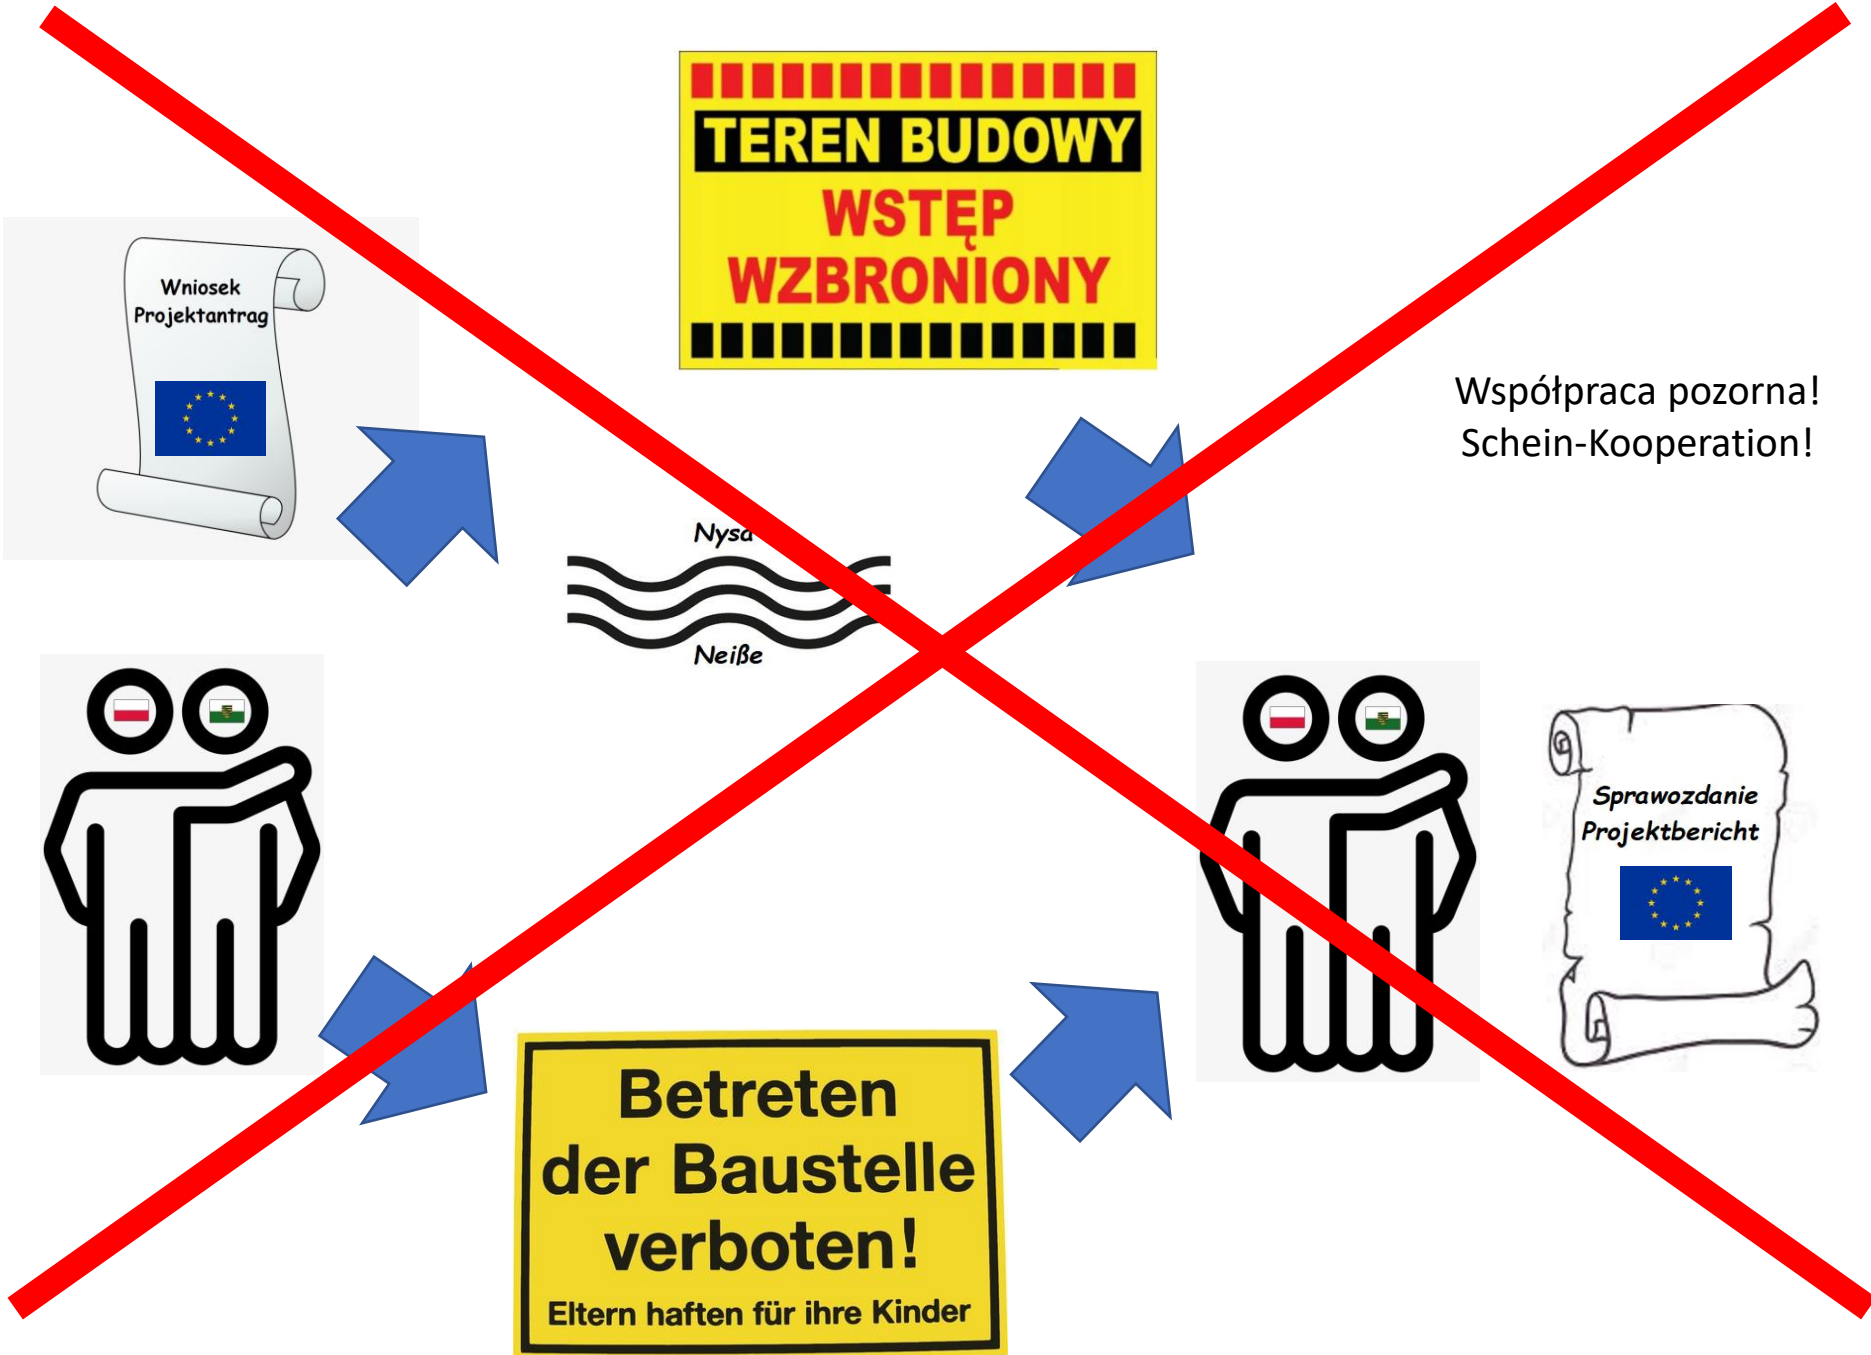 TEREN BUDOWY
WSTĘP
WZBRONIONY
Wniosek
Projektantrag
Współpraca pozorna!
Schein-Kooperation!
Nysa
Neiße
Sprawozdanie
Projektbericht
Betreten
der Baustelle
verboten!
Eltern haften für ihre Kinder